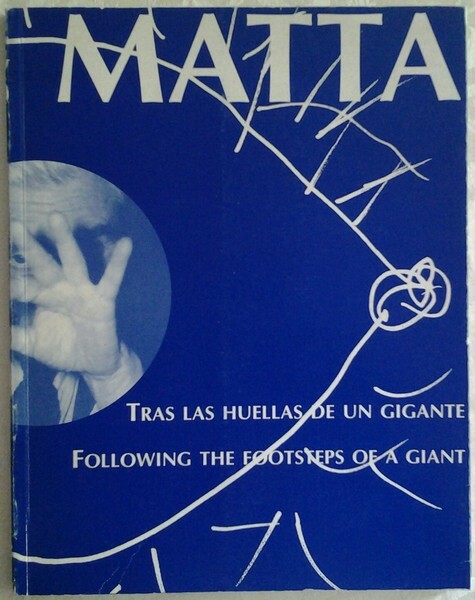 MATTA
TRAS LAS HUELLAS DE UN GIGANTE
FOLLOWING THE FOOTSTEPS OF A GIANT